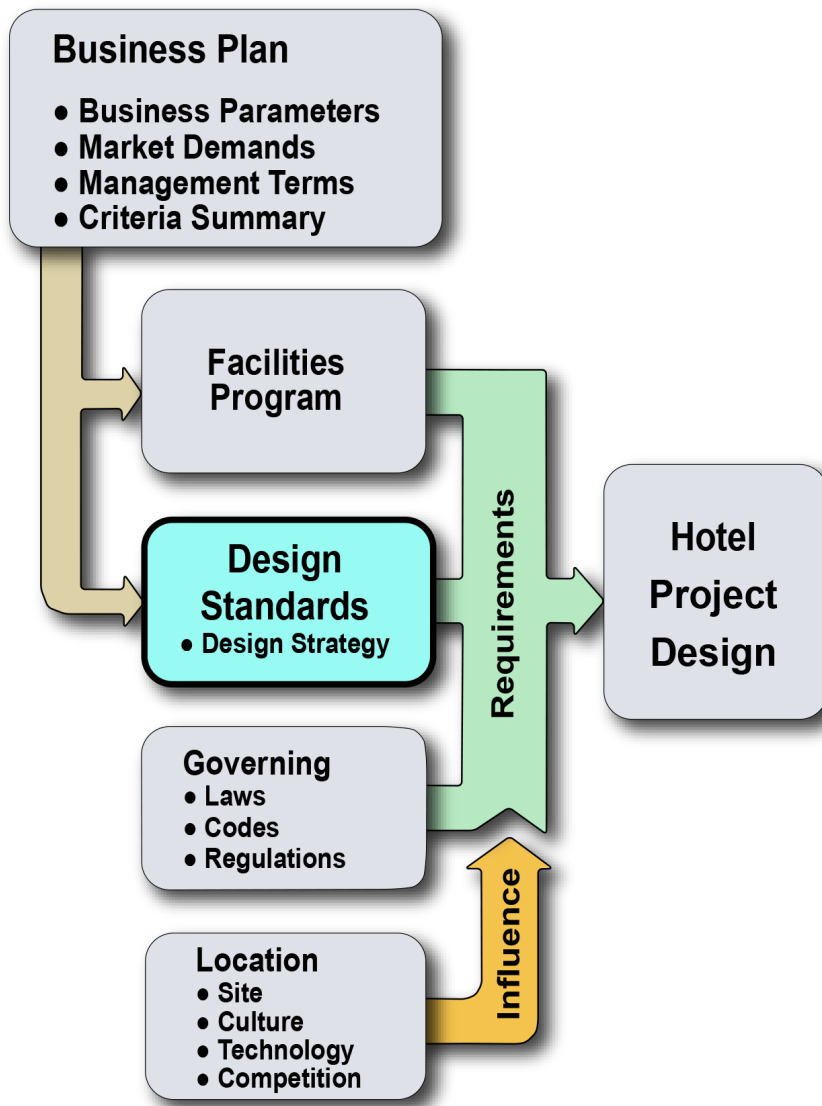 Business Plan
● Business Parameters
● Market Demands
● Management Terms
● Criteria Summary
Facilities
Program
Design
Standards
● Design Strategy
Governing
● Laws
● Codes
● Regulations
Location
● Site
● Culture
● Technology
● Competition
Requirements
Influence
Hotel
Project
Design